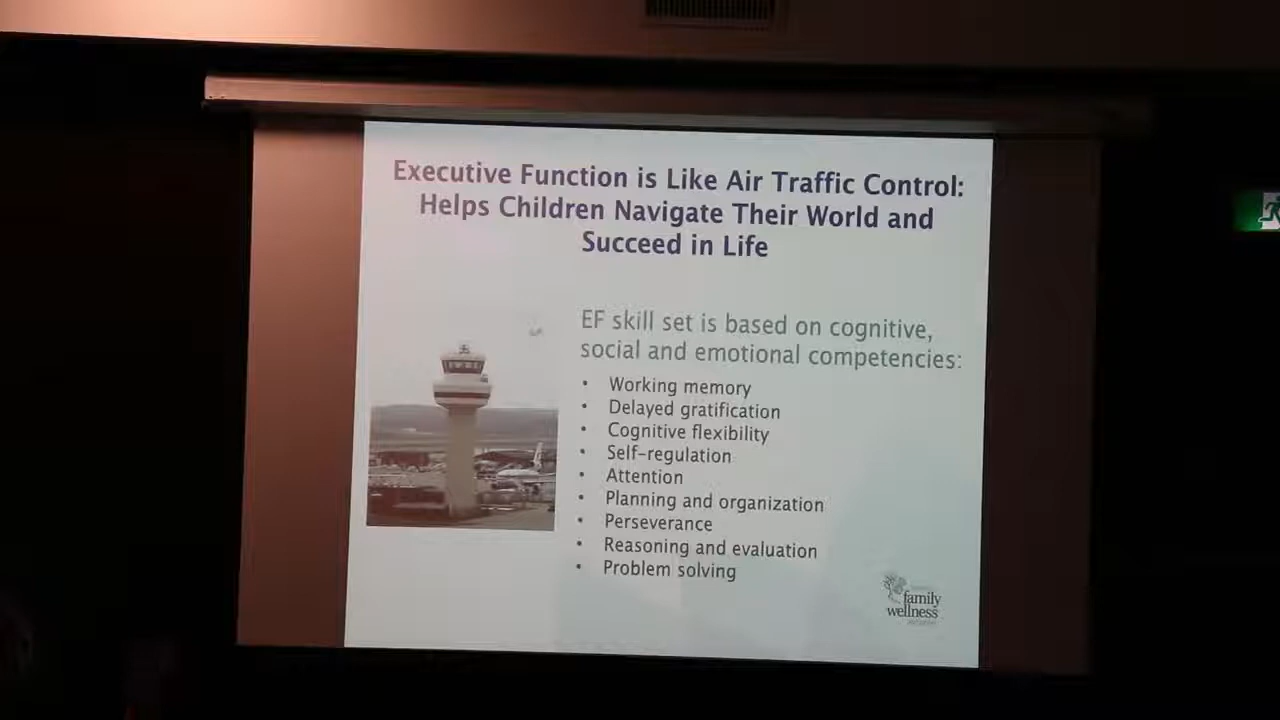 Executive Function is Like Air Traffic Control:
Helps Children Navigate Their World and
Succeed in Life
EF skill set is based on cognitive,
social and emotional competencies:
• Working memory
• Delayed gratification
• Cognitive flexibility
• Self-regulation
• Attention
• Planning and organization
• Perseverance
• Reasoning and evaluation
• Problem solving
family
wellness